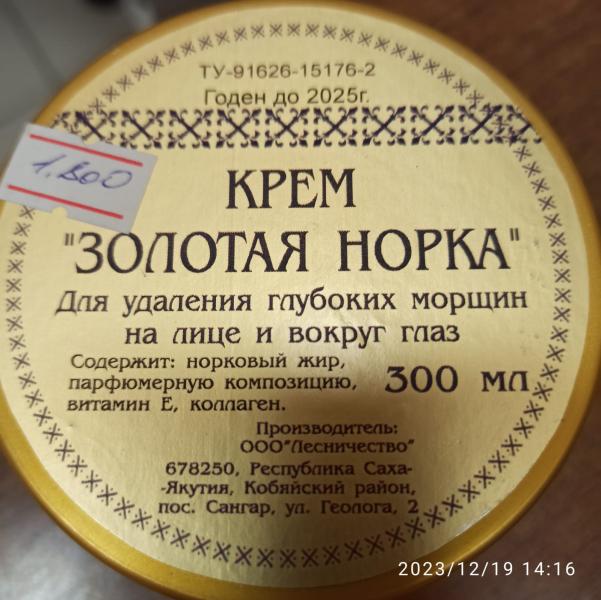 ТУ-91626-15176-2
Годен до 2025г.
1.800
КРЕМ
"ЗОЛОТАЯ НОРКА"
Для удаления глубоких морщин
на лице и вокруг глаз
Содержит: норковый жир,
парфюмерную композицию,
витамин Е, коллаген.
300 мл
Производитель:
ООО"Лесничество"
678250, Республика Саха-
-Якутия, Кобяйский район,
пос. Сангар, ул. Геолога, 2
2023/12/19 14:16